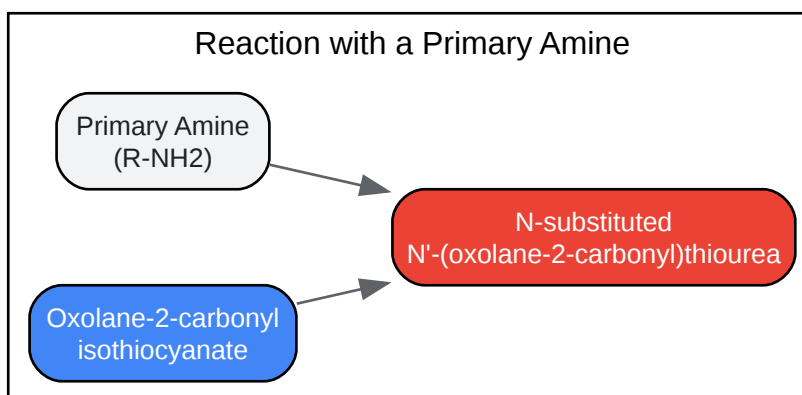 Reaction with a Primary Amine
Primary Amine
(R-NH2)
N-substituted
N'-(oxolane-2-carbonyl)thiourea
Oxolane-2-carbonyl
isothiocyanate